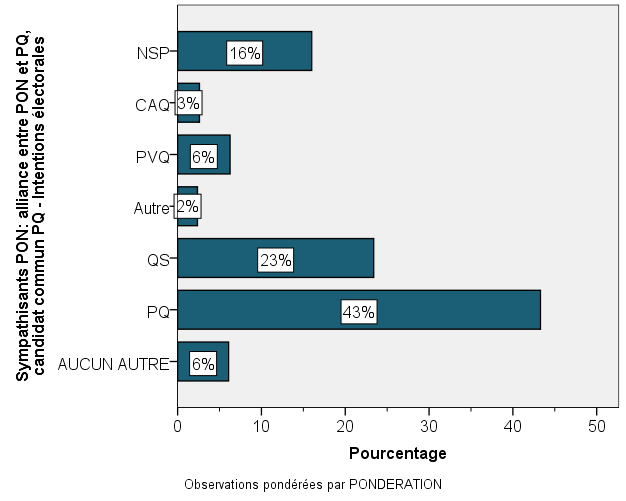 Sympathisants PON: alliance entre PON et PQ,
candidat commun PQ - Intentions électorales
NSP 16%
CAQ 3%
PVQ 6%
Autre 2%
QS 23%
PQ 43%
AUCUN AUTRE 6%
0 10 20 30 40 50
Pourcentage
Observations pondérées par PONDERATION